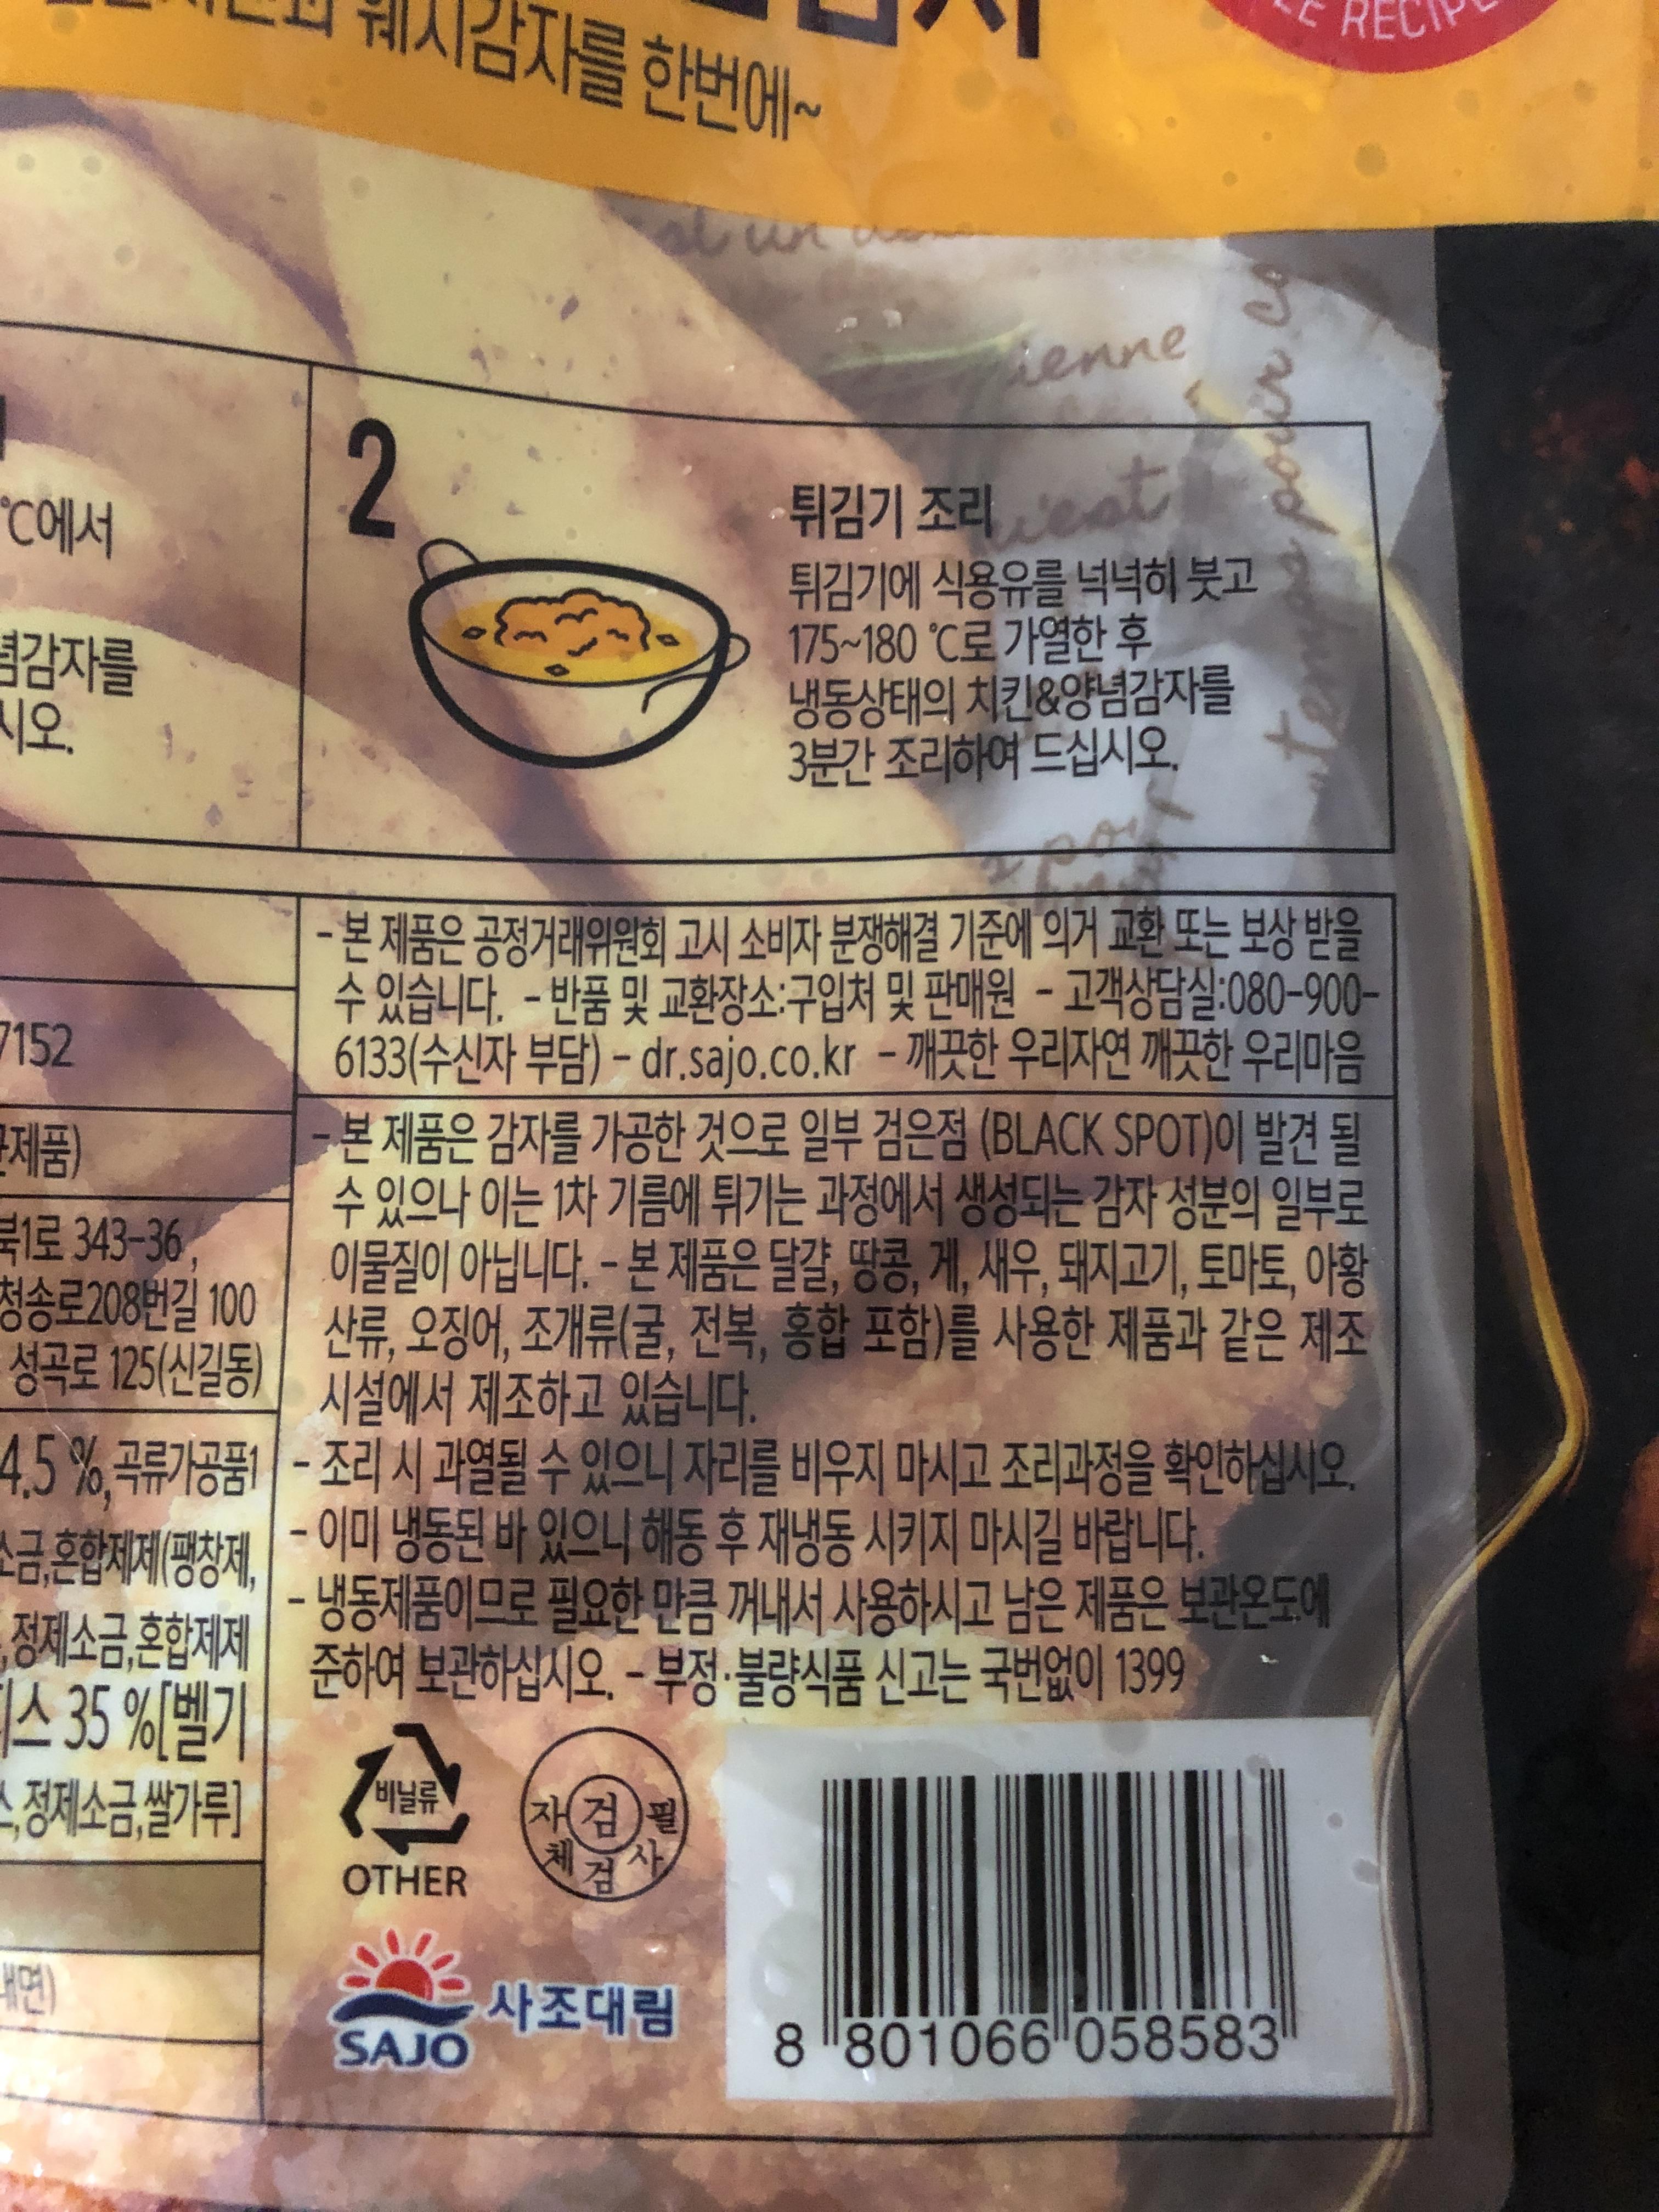 웨지감자를 한번에~
RECIPE
ienne
2
튀김기 조리
튀김기에 식용유를 넉넉히 붓고
175~180 ℃로 가열한 후
냉동상태의 치킨&양념감자를
3분간 조리하여 드십시오.
℃에서
념감자를
시오.
temps pour
- 본 제품은 공정거래위원회 고시 소비자 분쟁해결 기준에 의거 교환 또는 보상 받을
수 있습니다. - 반품 및 교환장소:구입처 및 판매원 - 고객상담실:080-900-
6133(수신자 부담) - dr.sajo.co.kr - 깨끗한 우리자연 깨끗한 우리마음
- 본 제품은 감자를 가공한 것으로 일부 검은점 (BLACK SPOT)이 발견 될
수 있으나 이는 1차 기름에 튀기는 과정에서 생성되는 감자 성분의 일부로
이물질이 아닙니다. - 본 제품은 달걀, 땅콩, 게, 새우, 돼지고기, 토마토, 아황
산류, 오징어, 조개류(굴, 전복, 홍합 포함)를 사용한 제품과 같은 제조
시설에서 제조하고 있습니다.
- 조리 시 과열될 수 있으니 자리를 비우지 마시고 조리과정을 확인하십시오.
- 이미 냉동된 바 있으니 해동 후 재냉동 시키지 마시길 바랍니다.
- 냉동제품이므로 필요한 만큼 꺼내서 사용하시고 남은 제품은 보관온도에
준하여 보관하십시오. - 부정·불량식품 신고는 국번없이 1399
7152
제품)
북1로 343-36,
청송로208번길 100
성곡로 125(신길동)
4.5 %, 곡류가공품1
소금,혼합제제(팽창제,
, 정제소금,혼합제제
스 35 %[벨기
, 정제소금,쌀가루]
내면)
비닐류
OTHER
자체검사필
검
SAJO 사조대림
8 801066 058583